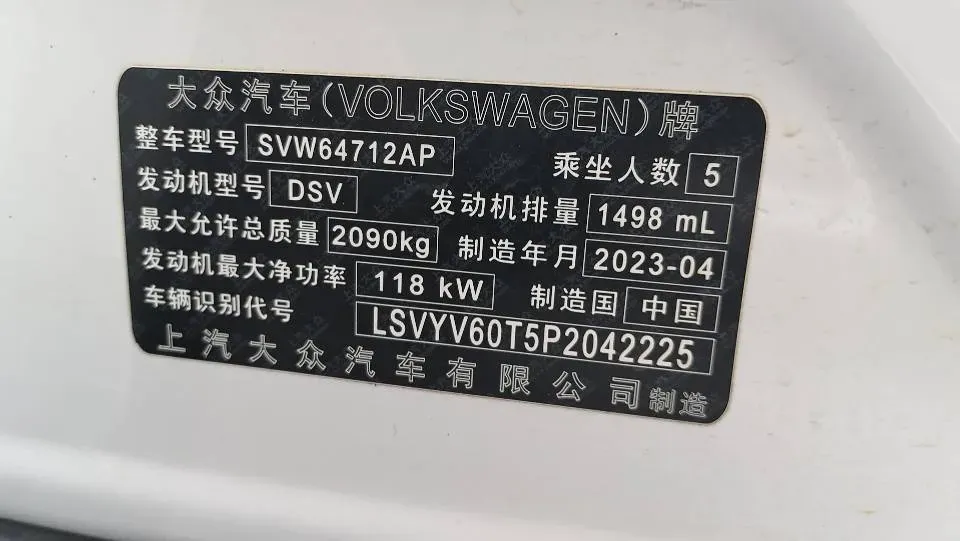 大众汽车(VOLKSWAGEN)牌
整车型号 SVW64712AP 乘坐人数 5
发动机型号 DSV 发动机排量 1498 mL
最大允许总质量 2090kg 制造年月 2023-04
发动机最大净功率 118 kW 制造国 中国
车辆识别代号 LSVYV60T5P2042225
上汽大众汽车有限公司制造